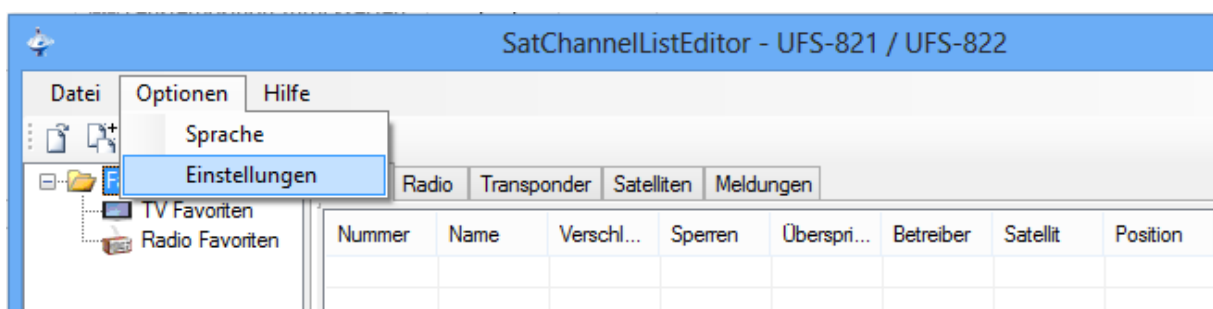 SatChannelListEditor - UFS-821 / UFS-822
Datei Optionen Hilfe
Sprache
Einstellungen
Radio Transponder Satelliten Meldungen
TV Favoriten
Radio Favoriten
Nummer Name Verschl... Sperren Überspri... Betreiber Satellit Position